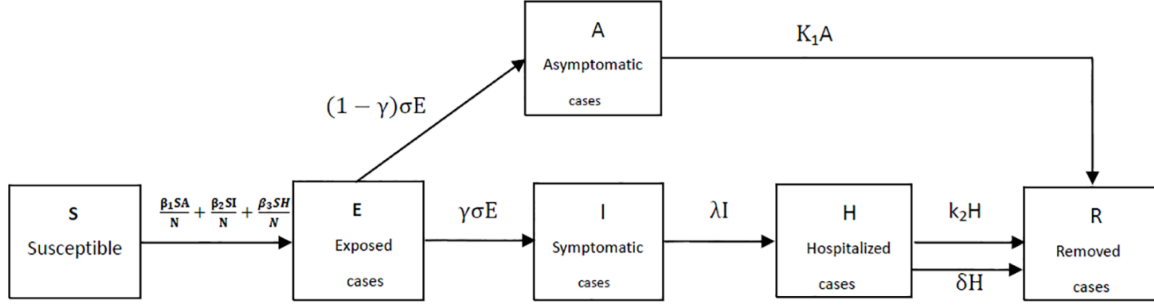 A
Asymptomatic
cases
K₁A
(1 − γ)σE
S
Susceptible
β₁SA/N + β₂SI/N + β₃SH/N
E
Exposed
cases
γσE
I
Symptomatic
cases
λI
H
Hospitalized
cases
k₂H
δH
R
Removed
cases